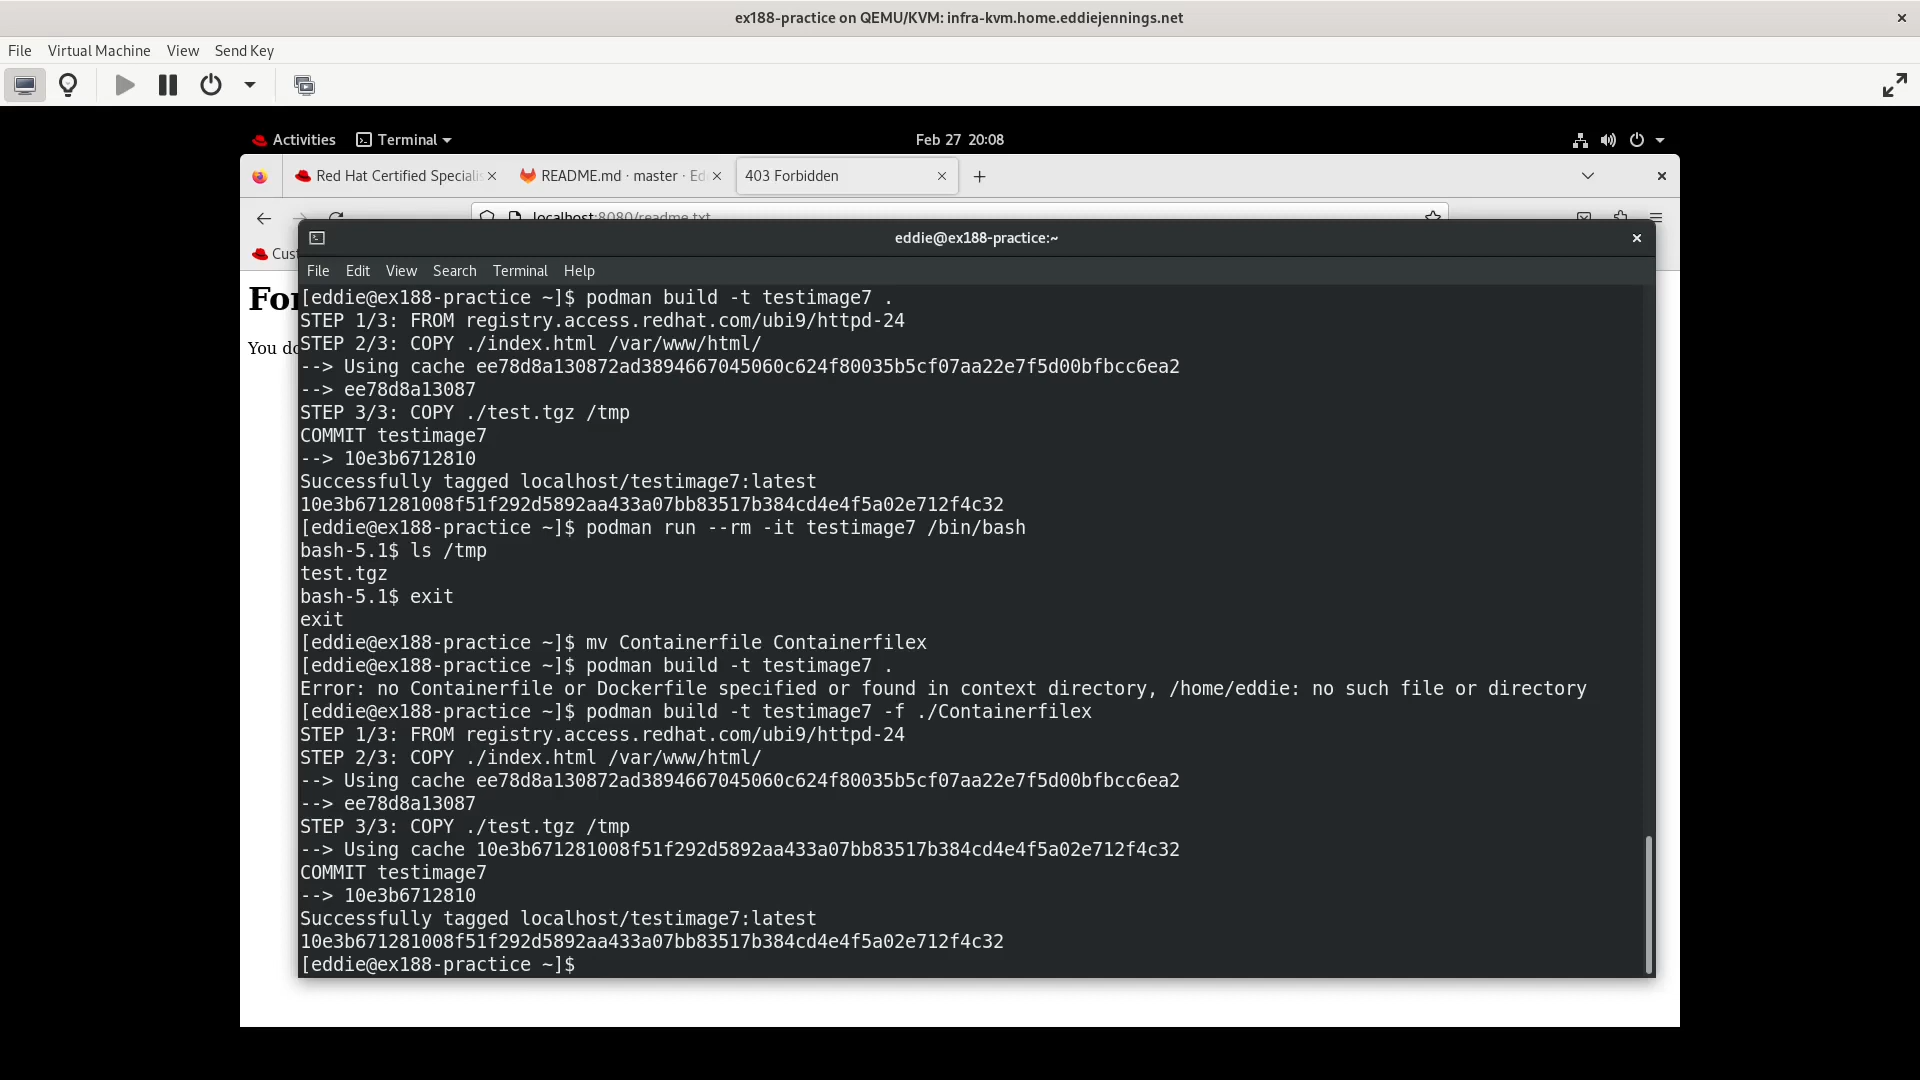 ex188-practice on QEMU/KVM: infra-kvm.home.eddiejennings.net
File Virtual Machine View Send Key
Activities Terminal Feb 27 20:08
Red Hat Certified Specialis README.md · master · Ed 403 Forbidden
localhost:8080/readme.txt
eddie@ex188-practice:~
Cus
File Edit View Search Terminal Help
For
You do
[eddie@ex188-practice ~]$ podman build -t testimage7 .
STEP 1/3: FROM registry.access.redhat.com/ubi9/httpd-24
STEP 2/3: COPY ./index.html /var/www/html/
--> Using cache ee78d8a130872ad3894667045060c624f80035b5cf07aa22e7f5d00bfbcc6ea2
--> ee78d8a13087
STEP 3/3: COPY ./test.tgz /tmp
COMMIT testimage7
--> 10e3b6712810
Successfully tagged localhost/testimage7:latest
10e3b671281008f51f292d5892aa433a07bb83517b384cd4e4f5a02e712f4c32
[eddie@ex188-practice ~]$ podman run --rm -it testimage7 /bin/bash
bash-5.1$ ls /tmp
test.tgz
bash-5.1$ exit
exit
[eddie@ex188-practice ~]$ mv Containerfile Containerfilex
[eddie@ex188-practice ~]$ podman build -t testimage7 .
Error: no Containerfile or Dockerfile specified or found in context directory, /home/eddie: no such file or directory
[eddie@ex188-practice ~]$ podman build -t testimage7 -f ./Containerfilex
STEP 1/3: FROM registry.access.redhat.com/ubi9/httpd-24
STEP 2/3: COPY ./index.html /var/www/html/
--> Using cache ee78d8a130872ad3894667045060c624f80035b5cf07aa22e7f5d00bfbcc6ea2
--> ee78d8a13087
STEP 3/3: COPY ./test.tgz /tmp
--> Using cache 10e3b671281008f51f292d5892aa433a07bb83517b384cd4e4f5a02e712f4c32
COMMIT testimage7
--> 10e3b6712810
Successfully tagged localhost/testimage7:latest
10e3b671281008f51f292d5892aa433a07bb83517b384cd4e4f5a02e712f4c32
[eddie@ex188-practice ~]$